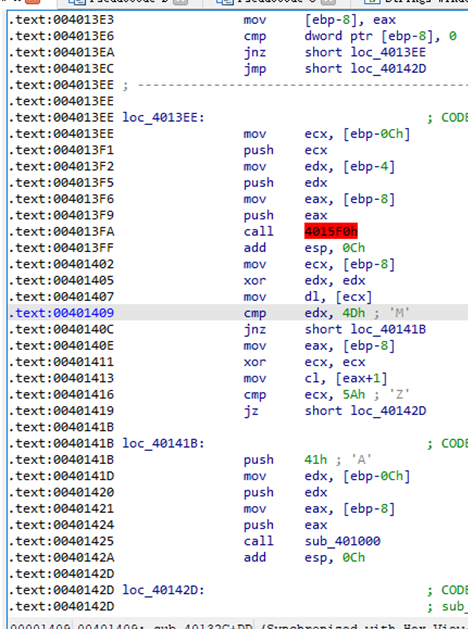 .text:004013E3 mov [ebp-8], eax
.text:004013E6 cmp dword ptr [ebp-8], 0
.text:004013EA jnz short loc_4013EE
.text:004013EC jmp short loc_40142D
.text:004013EE ; ---------------------------------------------
.text:004013EE
.text:004013EE loc_4013EE: ; CODE
.text:004013EE mov ecx, [ebp-0Ch]
.text:004013F1 push ecx
.text:004013F2 mov edx, [ebp-4]
.text:004013F5 push edx
.text:004013F6 mov eax, [ebp-8]
.text:004013F9 push eax
.text:004013FA call 4015F0h
.text:004013FF add esp, 0Ch
.text:00401402 mov ecx, [ebp-8]
.text:00401405 xor edx, edx
.text:00401407 mov dl, [ecx]
.text:00401409 cmp edx, 4Dh ; 'M'
.text:0040140C jnz short loc_40141B
.text:0040140E mov eax, [ebp-8]
.text:00401411 xor ecx, ecx
.text:00401413 mov cl, [eax+1]
.text:00401416 cmp ecx, 5Ah ; 'Z'
.text:00401419 jz short loc_40142D
.text:0040141B
.text:0040141B loc_40141B: ; CODE
.text:0040141B push 41h ; 'A'
.text:0040141D mov edx, [ebp-0Ch]
.text:00401420 push edx
.text:00401421 mov eax, [ebp-8]
.text:00401424 push eax
.text:00401425 call sub_401000
.text:0040142A add esp, 0Ch
.text:0040142D
.text:0040142D loc_40142D: ; CODE
.text:0040142D ; sub_